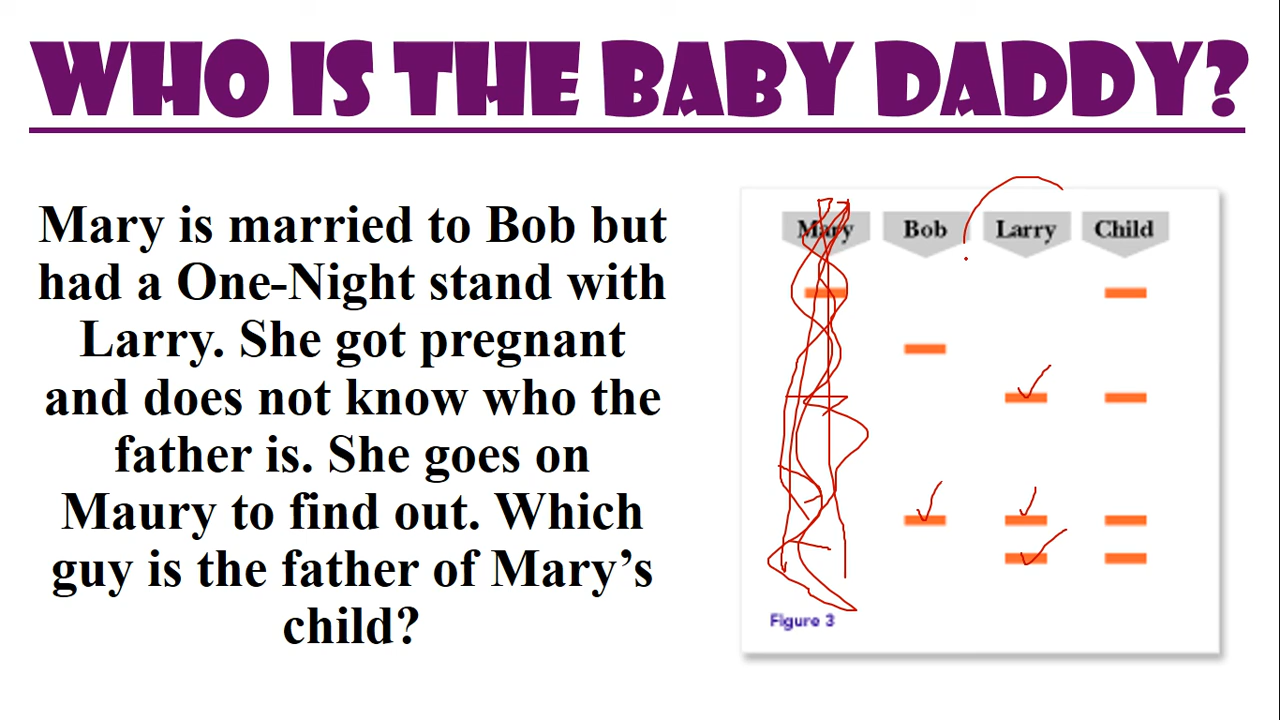 WHO IS THE BABY DADDY?
Mary is married to Bob but
had a One-Night stand with
Larry. She got pregnant
and does not know who the
father is. She goes on
Maury to find out. Which
guy is the father of Mary’s
child?
Mary Bob Larry Child
Figure 3